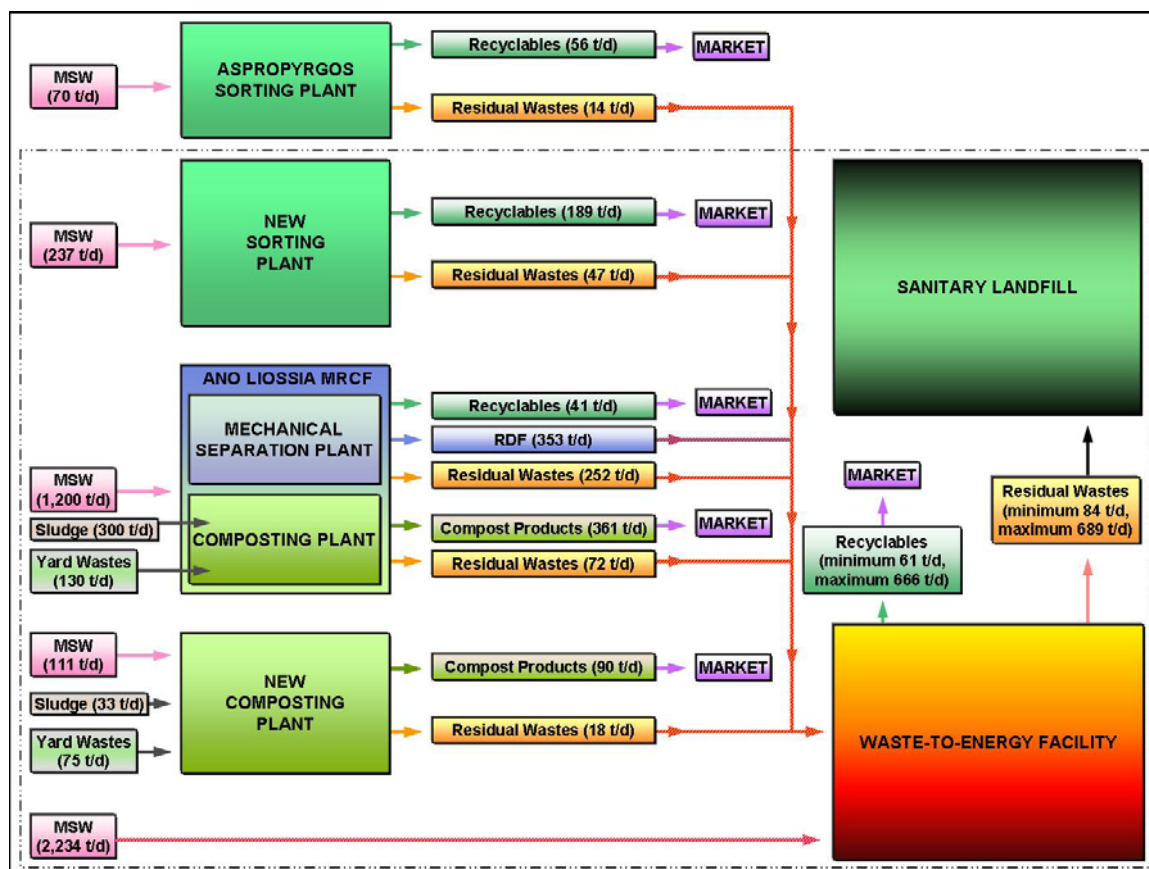 MSW
(70 t/d)
ASPROPYRGOS
SORTING PLANT
Recyclables (56 t/d)
MARKET
Residual Wastes (14 t/d)
MSW
(237 t/d)
NEW
SORTING
PLANT
Recyclables (189 t/d)
MARKET
Residual Wastes (47 t/d)
SANITARY LANDFILL
ANO LIOSSIA MRCF
MECHANICAL
SEPARATION PLANT
Recyclables (41 t/d)
MARKET
RDF (353 t/d)
Residual Wastes (252 t/d)
MSW
(1,200 t/d)
Sludge (300 t/d)
Yard Wastes
(130 t/d)
COMPOSTING PLANT
Compost Products (361 t/d)
MARKET
Residual Wastes (72 t/d)
MARKET
Recyclables
(minimum 61 t/d,
maximum 666 t/d)
Residual Wastes
(minimum 84 t/d,
maximum 689 t/d)
MSW
(111 t/d)
Sludge (33 t/d)
Yard Wastes
(75 t/d)
NEW
COMPOSTING
PLANT
Compost Products (90 t/d)
MARKET
Residual Wastes (18 t/d)
WASTE-TO-ENERGY FACILITY
MSW
(2,234 t/d)